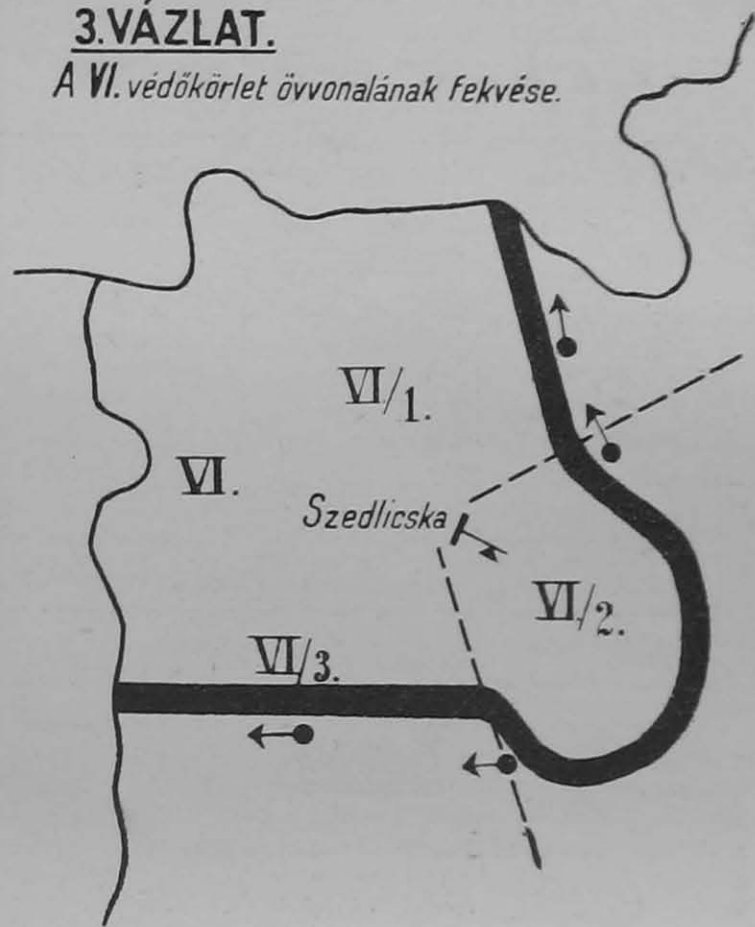 3.VÁZLAT.
A VI. védőkörlet övvonalának fekvése.
VI/1.
VI.
Szedlicska
VI/2.
VI/3.